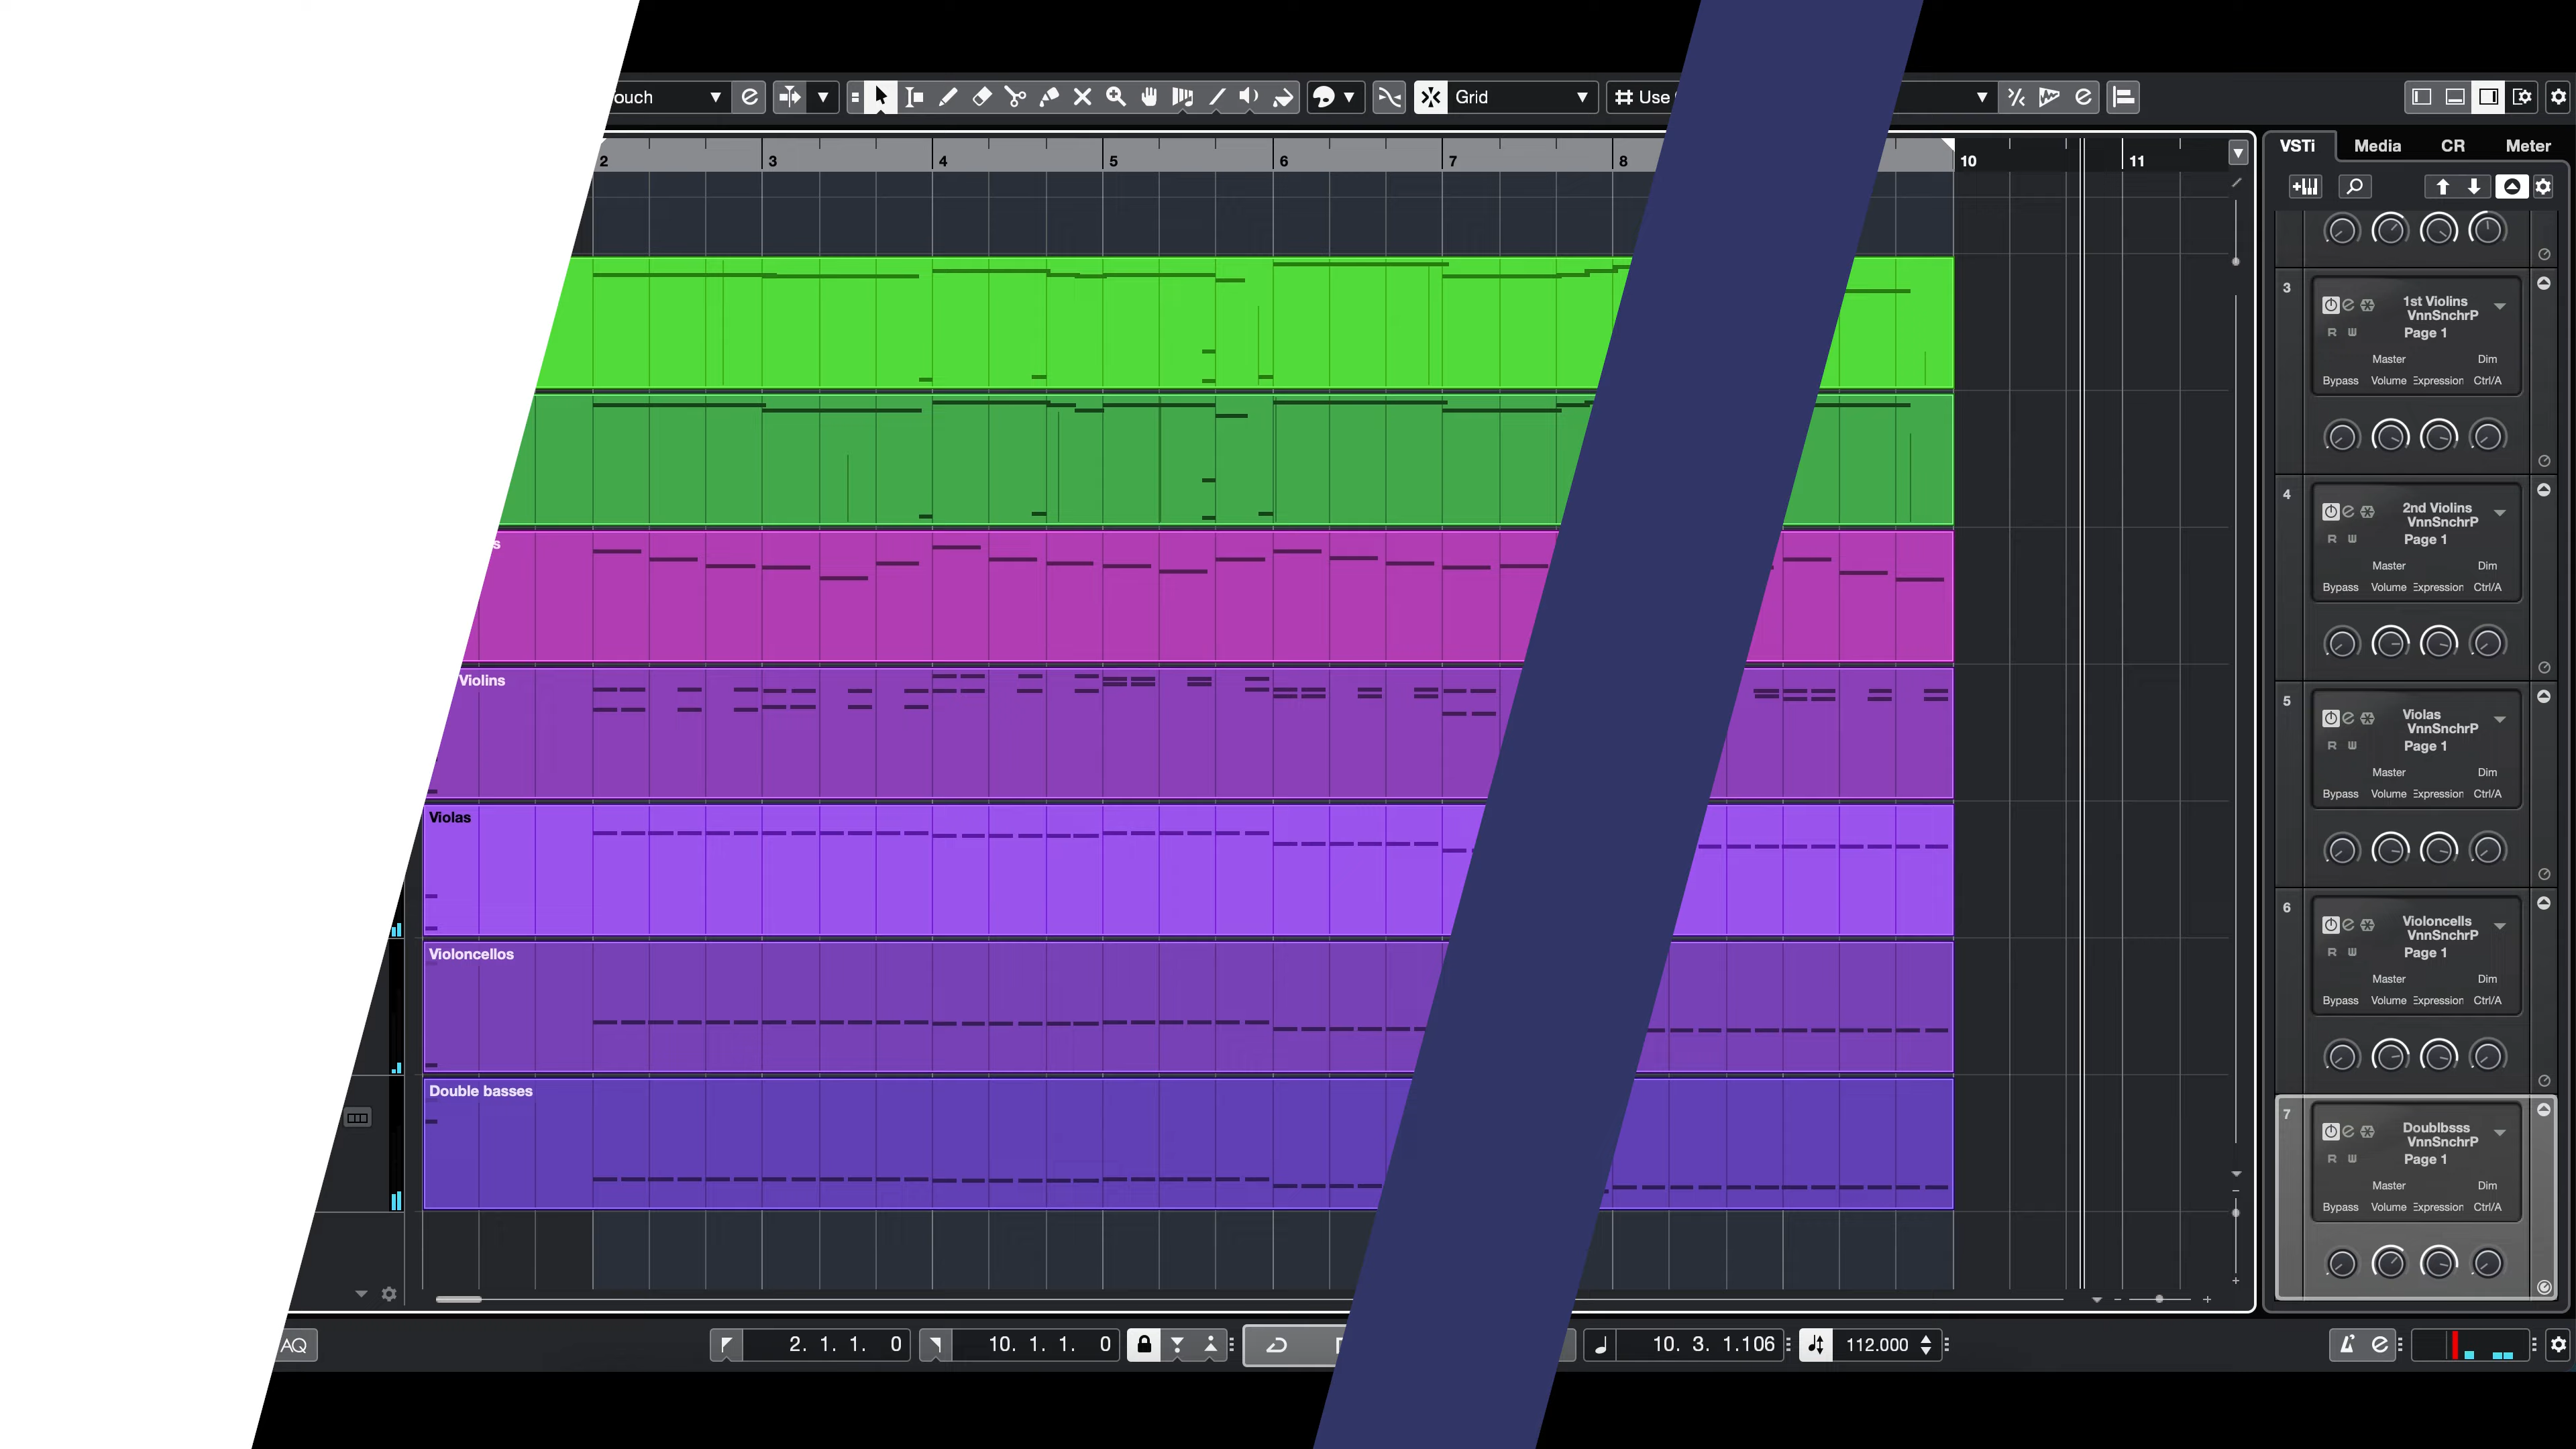 ouch Grid Use
2 3 4 5 6 7 8 10 11
VSTi Media CR Meter
3 1st Violins
VnnSnchrP
R W Page 1
Master Dim
Bypass Volume Expression Ctrl/A
4 2nd Violins
VnnSnchrP
R W Page 1
Master Dim
Bypass Volume Expression Ctrl/A
s
Violins
5 Violas
VnnSnchrP
R W Page 1
Master Dim
Bypass Volume Expression Ctrl/A
Violas
6 Violoncells
VnnSnchrP
R W Page 1
Master Dim
Bypass Volume Expression Ctrl/A
Violoncellos
Double basses
7 Doublbsss
VnnSnchrP
R W Page 1
Master Dim
Bypass Volume Expression Ctrl/A
AQ 2. 1. 1. 0 10. 1. 1. 0 10. 3. 1.106 112.000